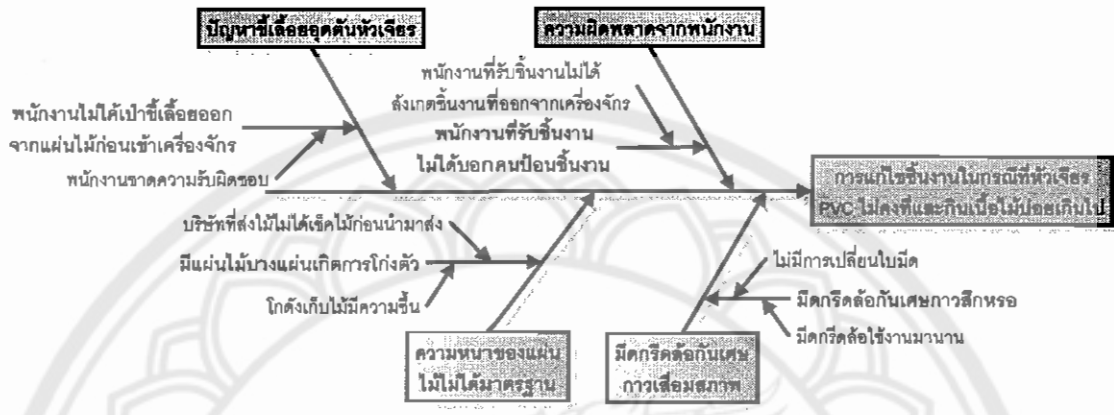 ปัญหาขี้เลื่อยอุดตันหัวเจียร
ความผิดพลาดจากพนักงาน
พนักงานที่รับชิ้นงานไม่ได้
สังเกตชิ้นงานที่ออกจากเครื่องจักร
พนักงานไม่ได้เป่าขี้เลื่อยออก
จากแผ่นไม้ก่อนเข้าเครื่องจักร
พนักงานที่รับชิ้นงาน
ไม่ได้บอกคนป้อนชิ้นงาน
พนักงานขาดความรับผิดชอบ
การแก้ไขชิ้นงานในกรณีที่หัวเจียร
PVC ไม่คงที่และกินเนื้อไม้บ่อยเกินไป
บริษัทที่ส่งไม้ไม่ได้เช็คไม้ก่อนนำมาส่ง
มีแผ่นไม้บางแผ่นเกิดการโก่งตัว
โกดังเก็บไม้มีความชื้น
ไม่มีการเปลี่ยนใบมีด
มีดกรีดล้อกันเศษกาวสึกหรอ
มีดกรีดล้อใช้งานมานาน
ความหนาของแผ่น
ไม้ไม่ได้มาตรฐาน
มีดกรีดล้อกันเศษ
กาวเสื่อมสภาพ